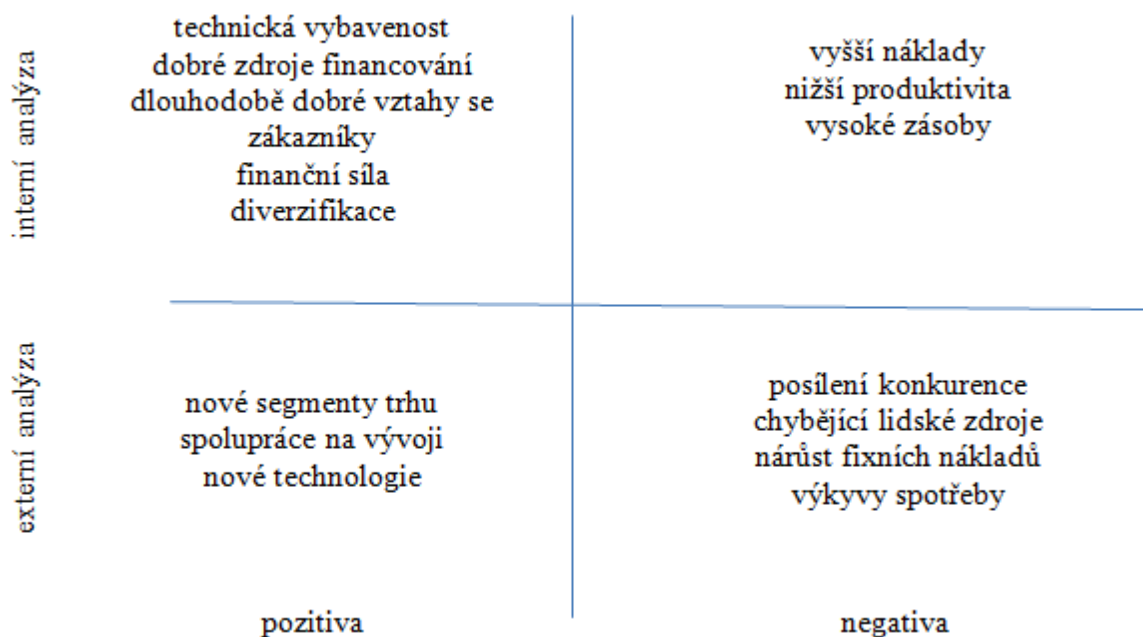 interní analýza
technická vybavenost
dobré zdroje financování
dlouhodobě dobré vztahy se
zákazníky
finanční síla
diverzifikace
vyšší náklady
nižší produktivita
vysoké zásoby
externí analýza
nové segmenty trhu
spolupráce na vývoji
nové technologie
posílení konkurence
chybějící lidské zdroje
nárůst fixních nákladů
výkyvy spotřeby
pozitiva
negativa